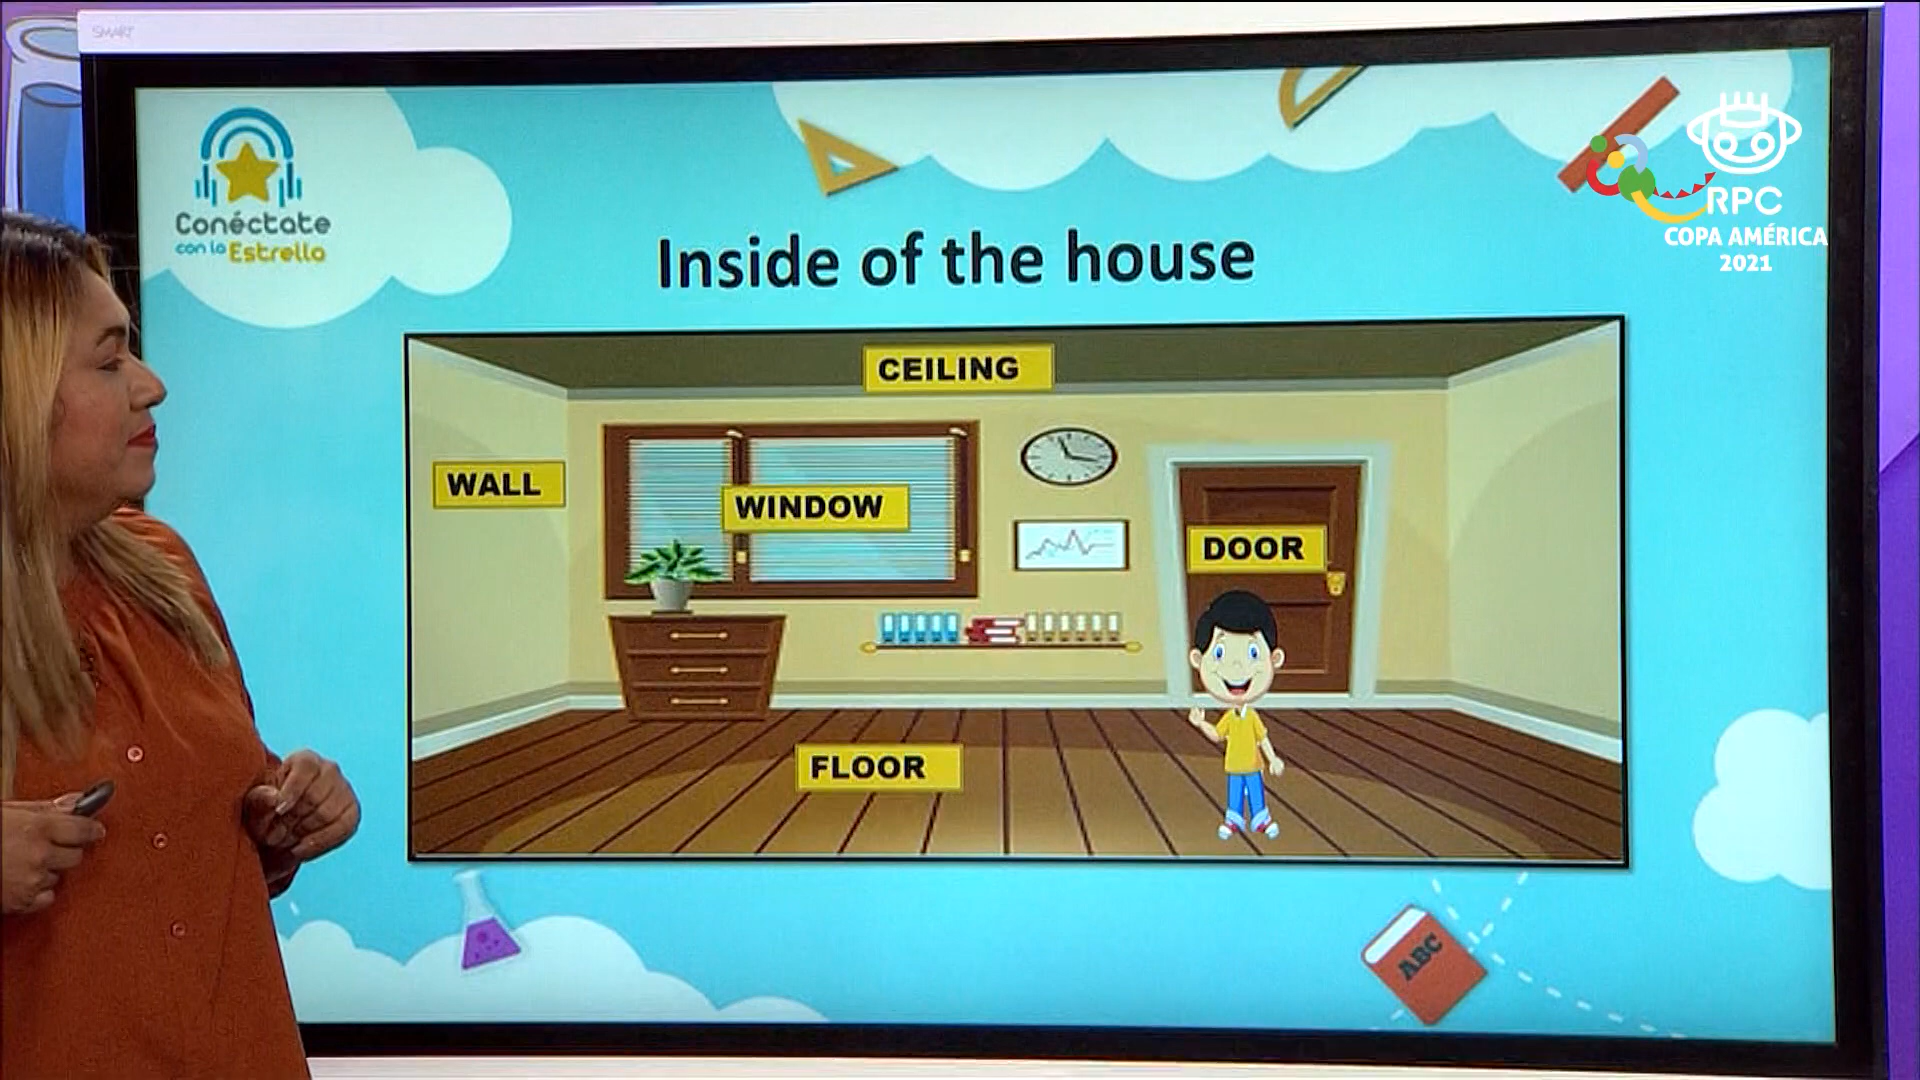 SMART
Conéctate
con la Estrella
RPC
COPA AMÉRICA
2021
Inside of the house
CEILING
WALL
WINDOW
DOOR
FLOOR
ABC